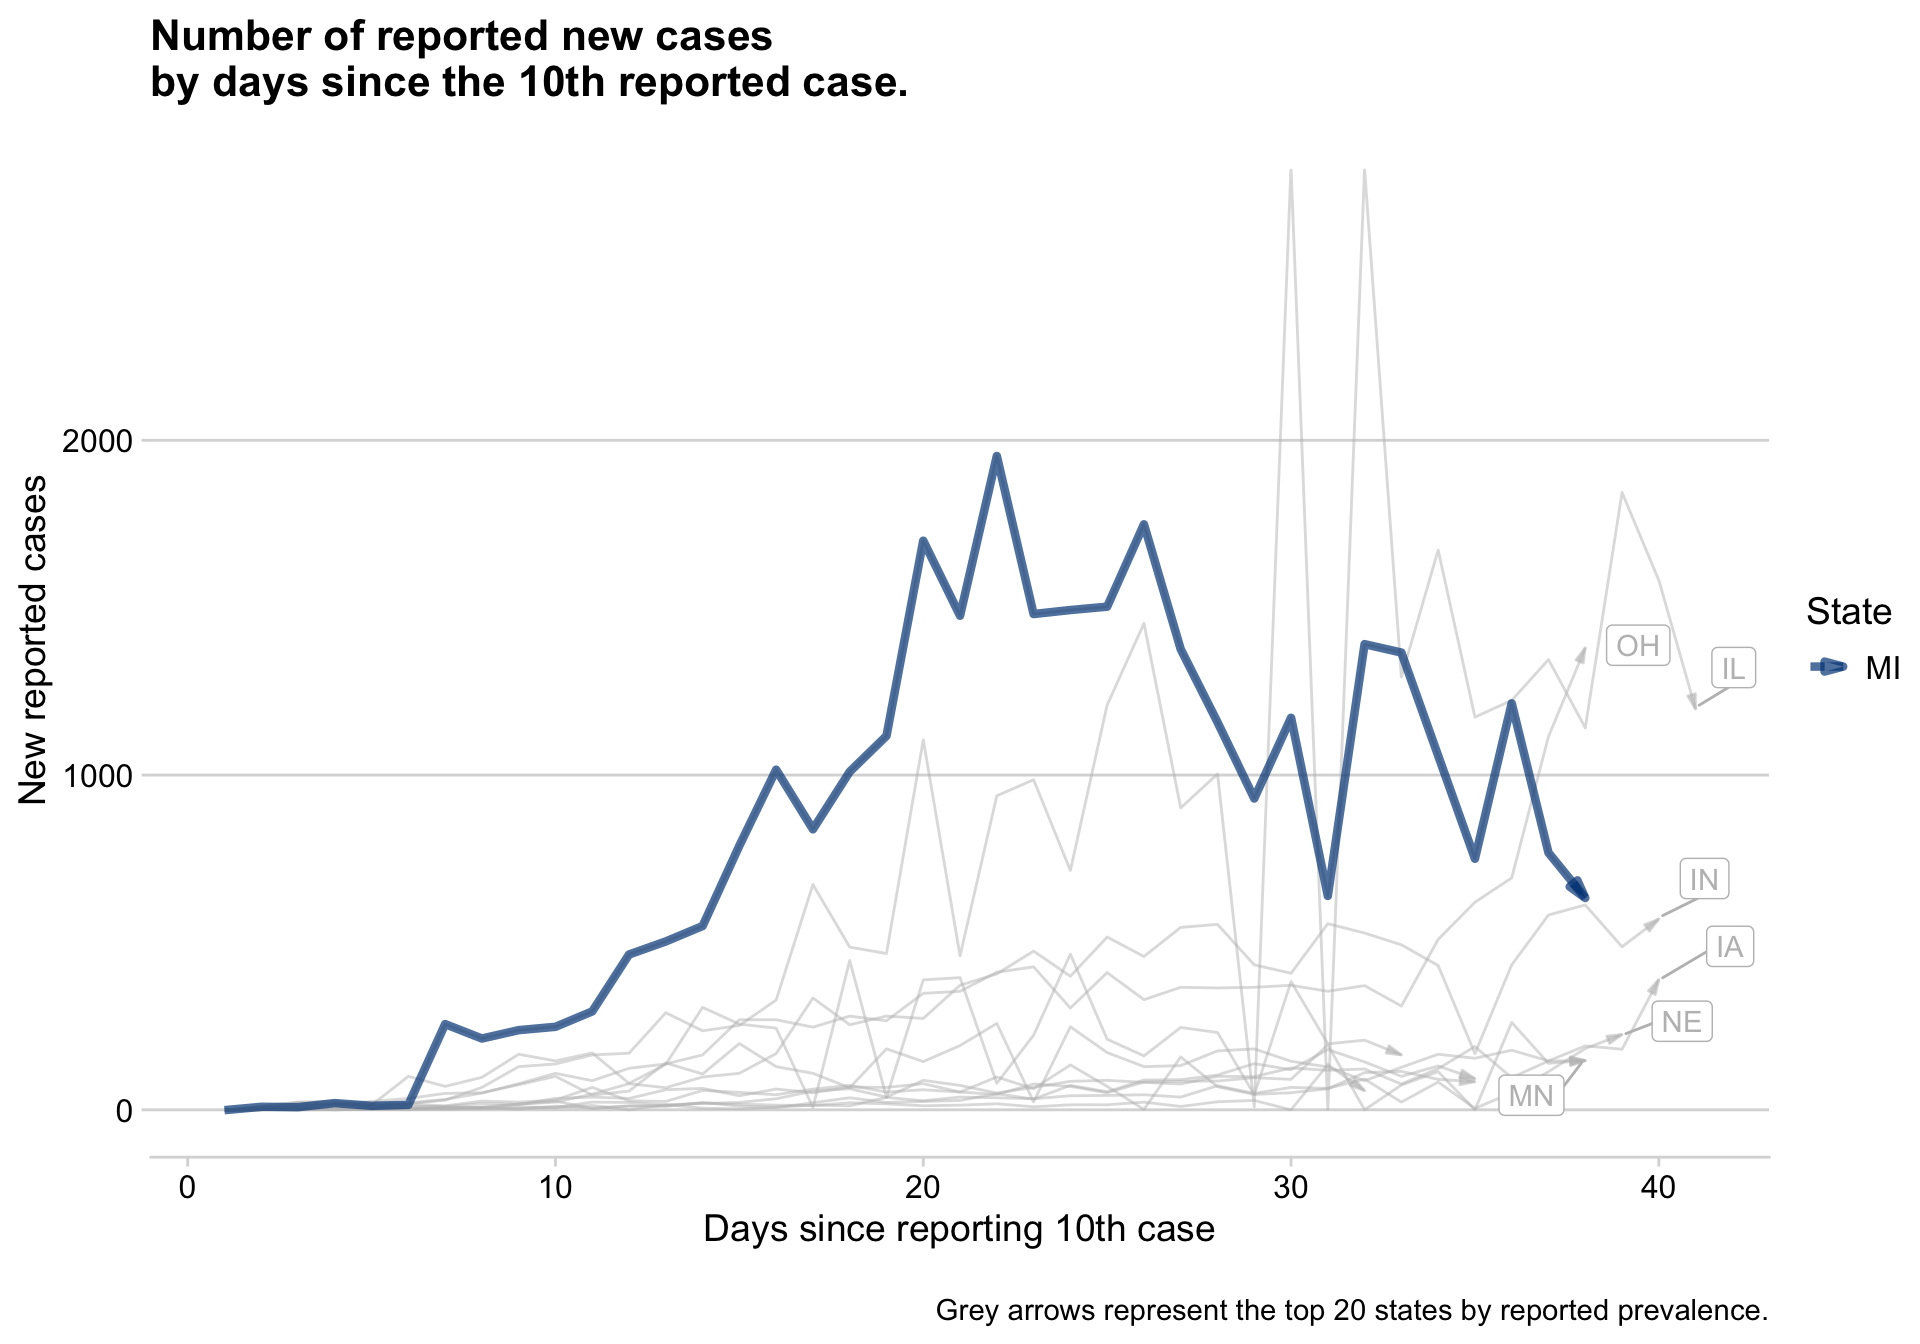 Number of reported new cases
by days since the 10th reported case.
New reported cases
2000
1000
0
0 10 20 30 40
Days since reporting 10th case
OH
IL
IN
IA
NE
MN
State
MI
Grey arrows represent the top 20 states by reported prevalence.